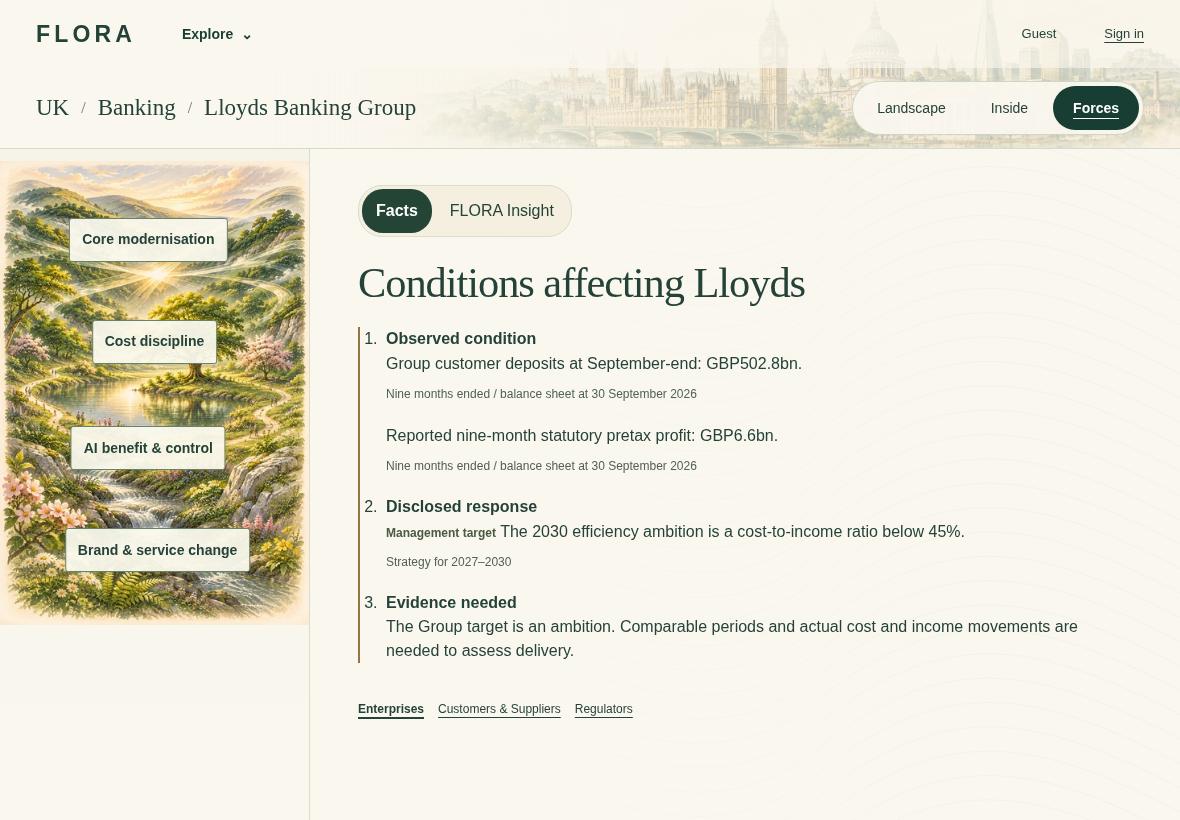 FLORA
Explore
Guest
Sign in
UK / Banking / Lloyds Banking Group
Landscape
Inside
Forces
Core modernisation
Cost discipline
AI benefit & control
Brand & service change
Facts
FLORA Insight
Conditions affecting Lloyds
1. Observed condition
Group customer deposits at September-end: GBP502.8bn.
Nine months ended / balance sheet at 30 September 2026
Reported nine-month statutory pretax profit: GBP6.6bn.
Nine months ended / balance sheet at 30 September 2026
2. Disclosed response
Management target The 2030 efficiency ambition is a cost-to-income ratio below 45%.
Strategy for 2027–2030
3. Evidence needed
The Group target is an ambition. Comparable periods and actual cost and income movements are
needed to assess delivery.
Enterprises
Customers & Suppliers
Regulators